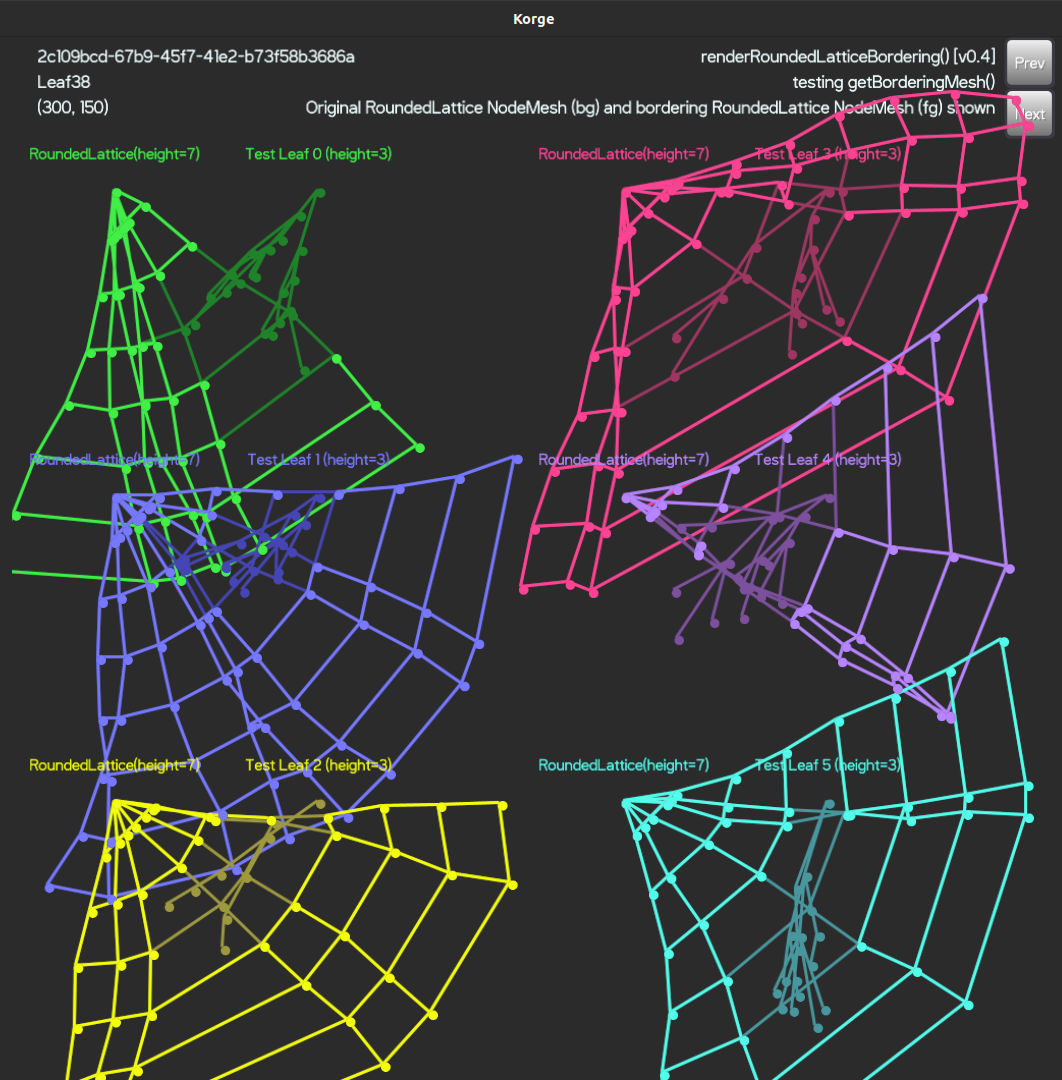 Korge
2c109bcd-67b9-45f7-41e2-b73f58b3686a
renderRoundedLatticeBordering() [v0.4]
Prev
Leaf38
testing getBorderingMesh()
(300, 150)
Original RoundedLattice NodeMesh (bg) and bordering RoundedLattice NodeMesh (fg) shown
Next
RoundedLattice(height=7)
Test Leaf 0 (height=3)
RoundedLattice(height=7)
Test Leaf 3 (height=3)
RoundedLattice(height=7)
Test Leaf 1 (height=3)
RoundedLattice(height=7)
Test Leaf 4 (height=3)
RoundedLattice(height=7)
Test Leaf 2 (height=3)
RoundedLattice(height=7)
Test Leaf 5 (height=3)